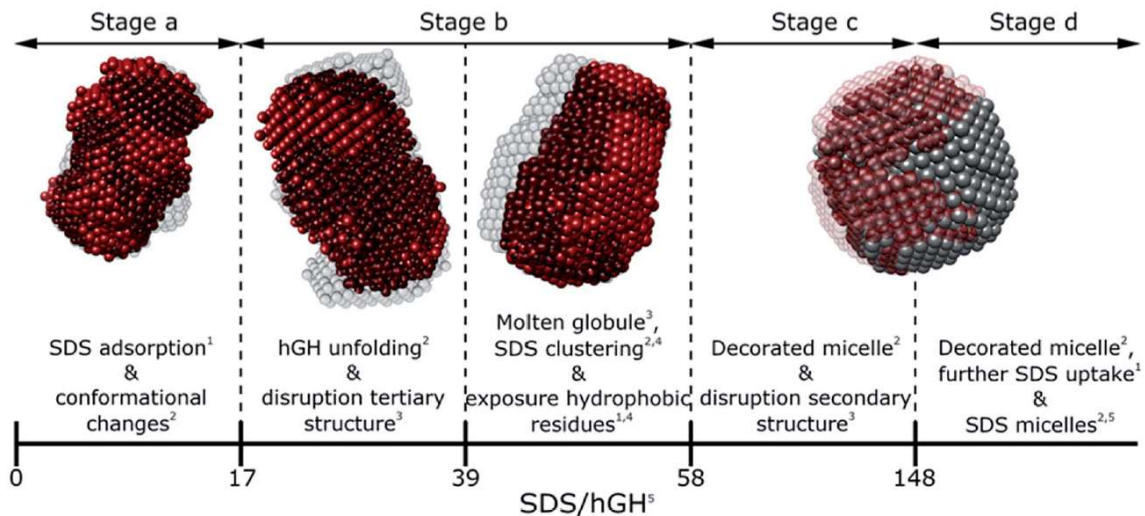 Stage a
Stage b
Stage c
Stage d
SDS adsorption¹
&
conformational
changes²
hGH unfolding²
&
disruption tertiary
structure³
Molten globule³,
SDS clustering²,⁴
&
exposure hydrophobic
residues¹,⁴
Decorated micelle²
&
disruption secondary
structure³
Decorated micelle²,
further SDS uptake¹
&
SDS micelles²,⁵
0
17
39
58
148
SDS/hGH⁵